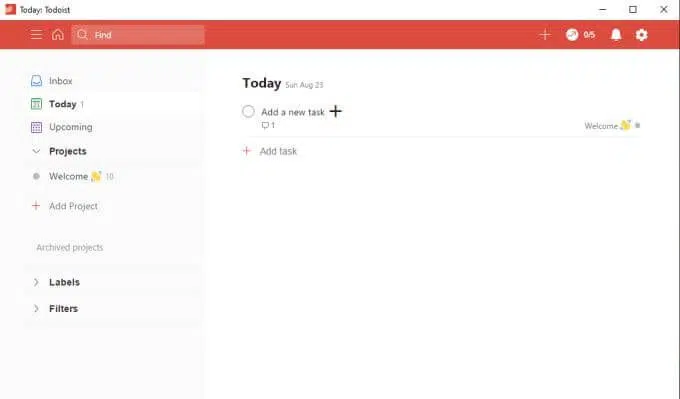 Today: Todoist
Find
0/5
Inbox
Today 1
Upcoming
Projects
Welcome 👋 10
Add Project
Archived projects
Labels
Filters
Today Sun Aug 23
Add a new task ➕
1
Welcome 👋
Add task